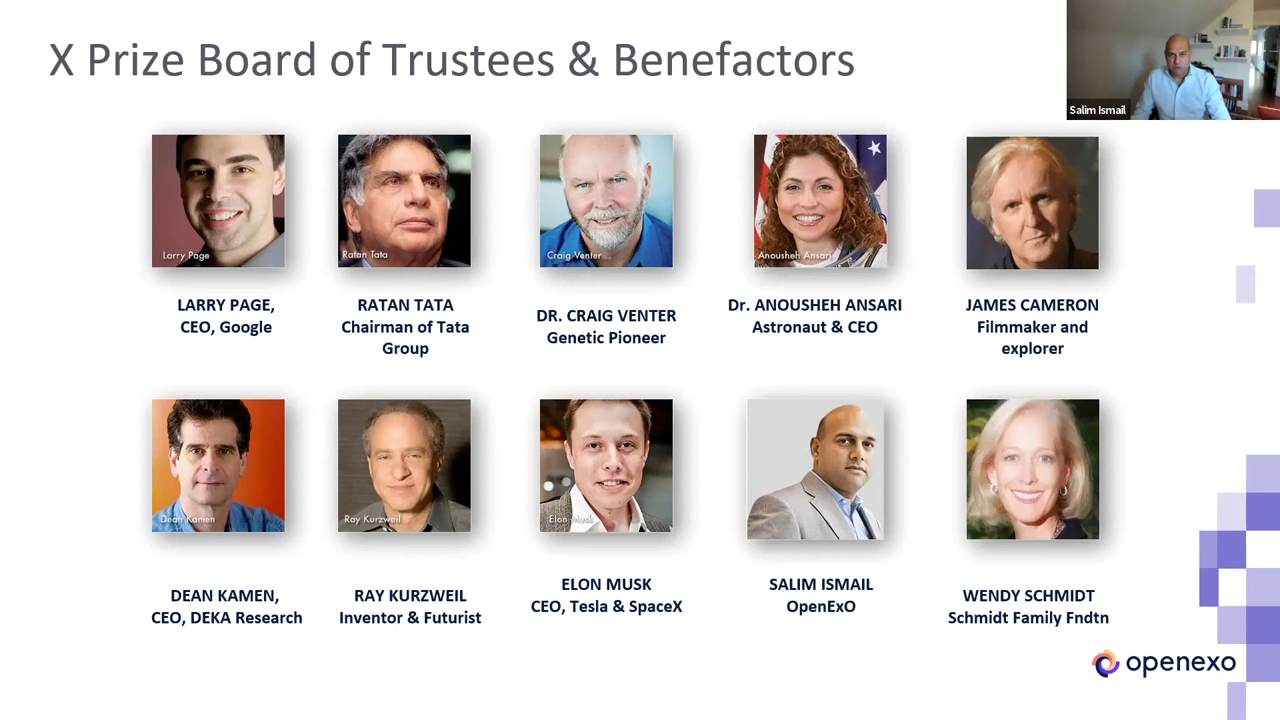 X Prize Board of Trustees & Benefactors
Salim Ismail
Larry Page
Ratan Tata
Craig Venter
Anousheh Ansari
LARRY PAGE,
CEO, Google
RATAN TATA
Chairman of Tata
Group
DR. CRAIG VENTER
Genetic Pioneer
Dr. ANOUSHEH ANSARI
Astronaut & CEO
JAMES CAMERON
Filmmaker and
explorer
Dean Kamen
Ray Kurzweil
Elon Musk
DEAN KAMEN,
CEO, DEKA Research
RAY KURZWEIL
Inventor & Futurist
ELON MUSK
CEO, Tesla & SpaceX
SALIM ISMAIL
OpenExO
WENDY SCHMIDT
Schmidt Family Fndtn
openexo